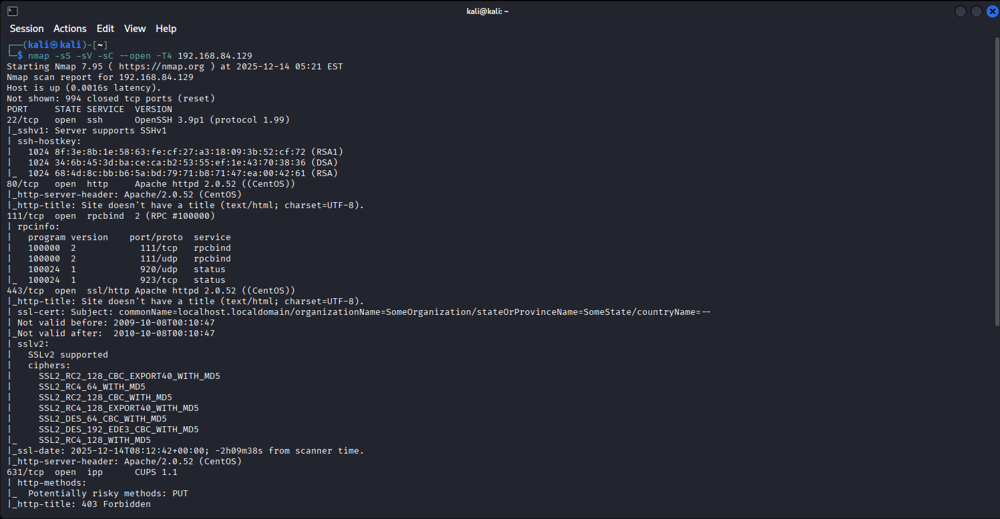 kali@kali: ~
Session Actions Edit View Help
┌──(kali㉿kali)-[~]
└─$ nmap -sS -sV -sC --open -T4 192.168.84.129
Starting Nmap 7.95 ( https://nmap.org ) at 2025-12-14 05:21 EST
Nmap scan report for 192.168.84.129
Host is up (0.0016s latency).
Not shown: 994 closed tcp ports (reset)
PORT     STATE SERVICE  VERSION
22/tcp   open  ssh      OpenSSH 3.9p1 (protocol 1.99)
|_sshv1: Server supports SSHv1
| ssh-hostkey:
|   1024 8f:3e:8b:1e:58:63:fe:cf:27:a3:18:09:3b:52:cf:72 (RSA1)
|   1024 34:6b:45:3d:ba:ce:ca:b2:53:55:ef:1e:43:70:38:36 (DSA)
|_  1024 68:4d:8c:bb:b6:5a:bd:79:71:b8:71:47:ea:00:42:61 (RSA)
80/tcp   open  http     Apache httpd 2.0.52 ((CentOS))
|_http-server-header: Apache/2.0.52 (CentOS)
|_http-title: Site doesn't have a title (text/html; charset=UTF-8).
111/tcp  open  rpcbind  2 (RPC #100000)
| rpcinfo:
|   program version    port/proto  service
|   100000  2            111/tcp   rpcbind
|   100000  2            111/udp   rpcbind
|   100024  1            920/udp   status
|_  100024  1            923/tcp   status
443/tcp  open  ssl/http Apache httpd 2.0.52 ((CentOS))
|_http-title: Site doesn't have a title (text/html; charset=UTF-8).
| ssl-cert: Subject: commonName=localhost.localdomain/organizationName=SomeOrganization/stateOrProvinceName=SomeState/countryName=--
| Not valid before: 2009-10-08T00:10:47
|_Not valid after:  2010-10-08T00:10:47
| sslv2:
|   SSLv2 supported
|   ciphers:
|     SSL2_RC2_128_CBC_EXPORT40_WITH_MD5
|     SSL2_RC4_64_WITH_MD5
|     SSL2_RC2_128_CBC_WITH_MD5
|     SSL2_RC4_128_EXPORT40_WITH_MD5
|     SSL2_DES_64_CBC_WITH_MD5
|     SSL2_DES_192_EDE3_CBC_WITH_MD5
|_    SSL2_RC4_128_WITH_MD5
|_ssl-date: 2025-12-14T08:12:42+00:00; -2h09m38s from scanner time.
|_http-server-header: Apache/2.0.52 (CentOS)
631/tcp  open  ipp      CUPS 1.1
| http-methods:
|_  Potentially risky methods: PUT
|_http-title: 403 Forbidden